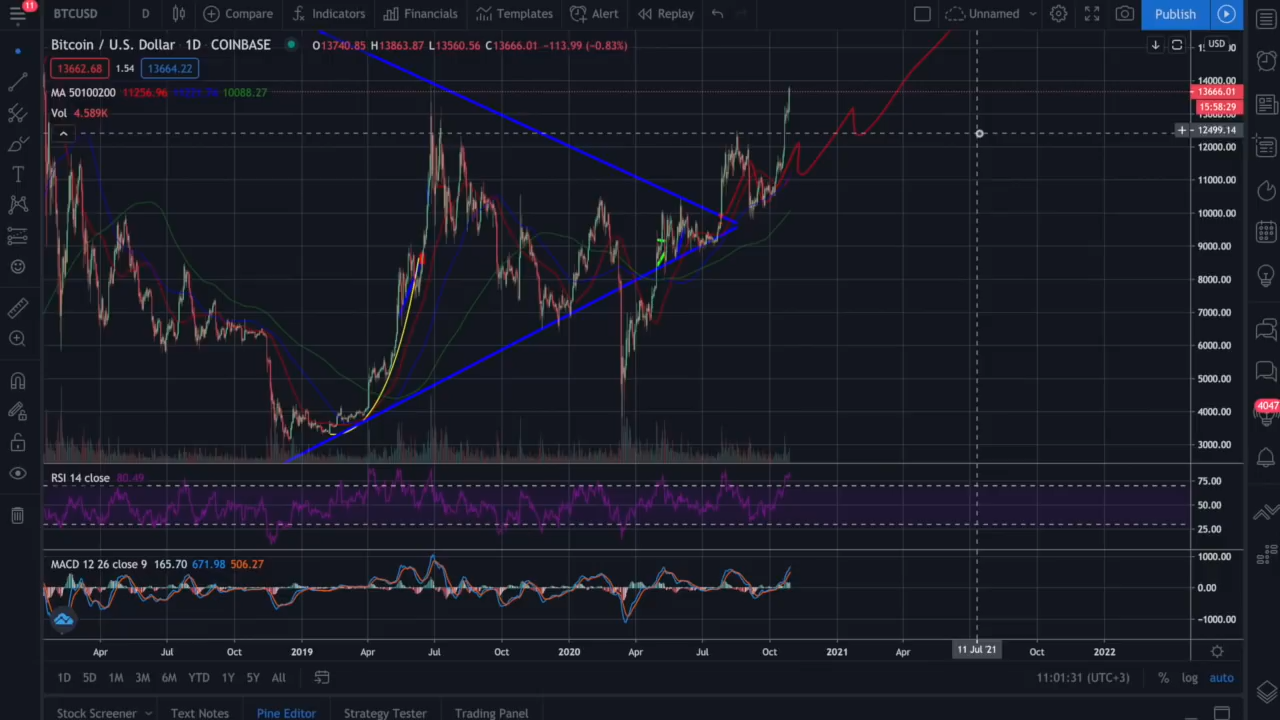 11 BTCUSD D Compare Indicators Financials Templates Alert Replay Unnamed Publish
Bitcoin / U.S. Dollar · 1D · COINBASE O13740.85 H13863.87 L13560.56 C13666.01 −113.99 (−0.83%) USD
13662.68 1.54 13664.22
MA 50100200 11256.96 10088.27
Vol 4.589K
14000.00
13666.01
15:58:29
12499.14
12000.00
11000.00
10000.00
9000.00
8000.00
7000.00
6000.00
5000.00
4000.00
3000.00
4047
RSI 14 close 80.49
75.00
50.00
25.00
MACD 12 26 close 9 165.70 671.98 506.27
1000.00
0.00
−1000.00
Apr Jul Oct 2019 Apr Jul Oct 2020 Apr Jul Oct 2021 Apr 11 Jul '21 Oct 2022
1D 5D 1M 3M 6M YTD 1Y 5Y All 11:01:31 (UTC+3) % log auto
Stock Screener Text Notes Pine Editor Strategy Tester Trading Panel